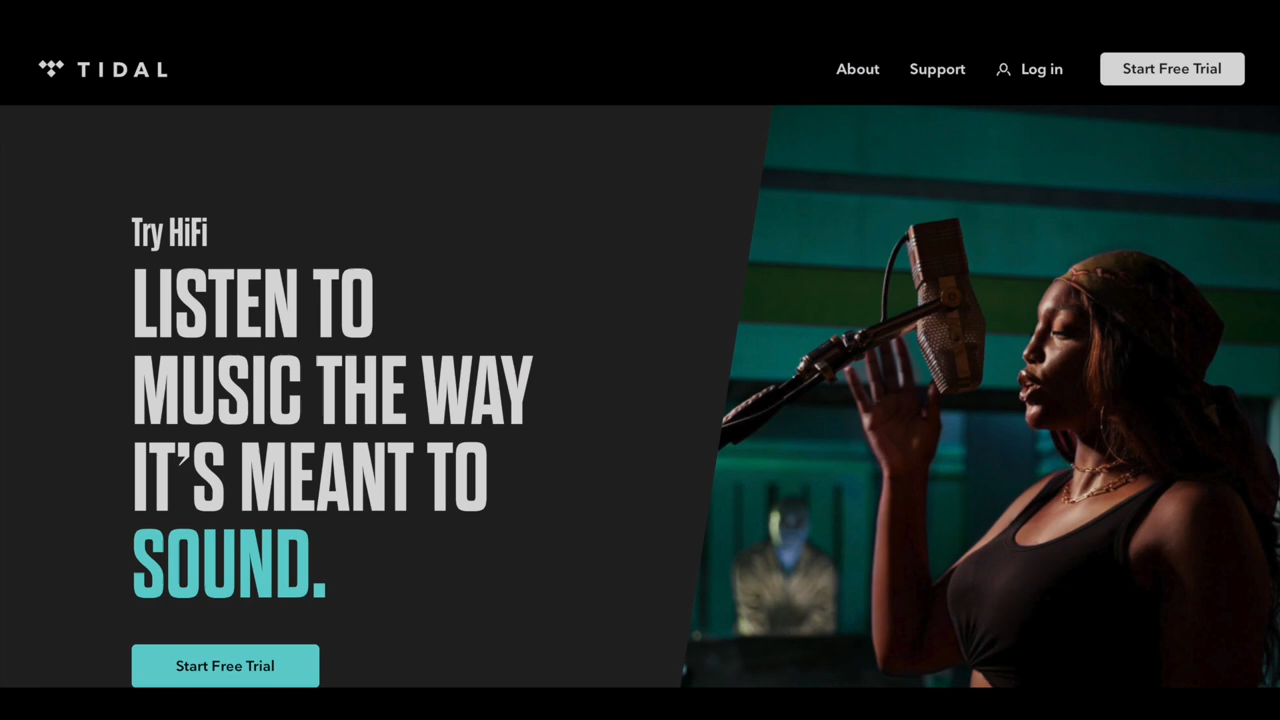 TIDAL
About
Support
Log in
Start Free Trial
Try HiFi
LISTEN TO
MUSIC THE WAY
IT’S MEANT TO
SOUND.
Start Free Trial